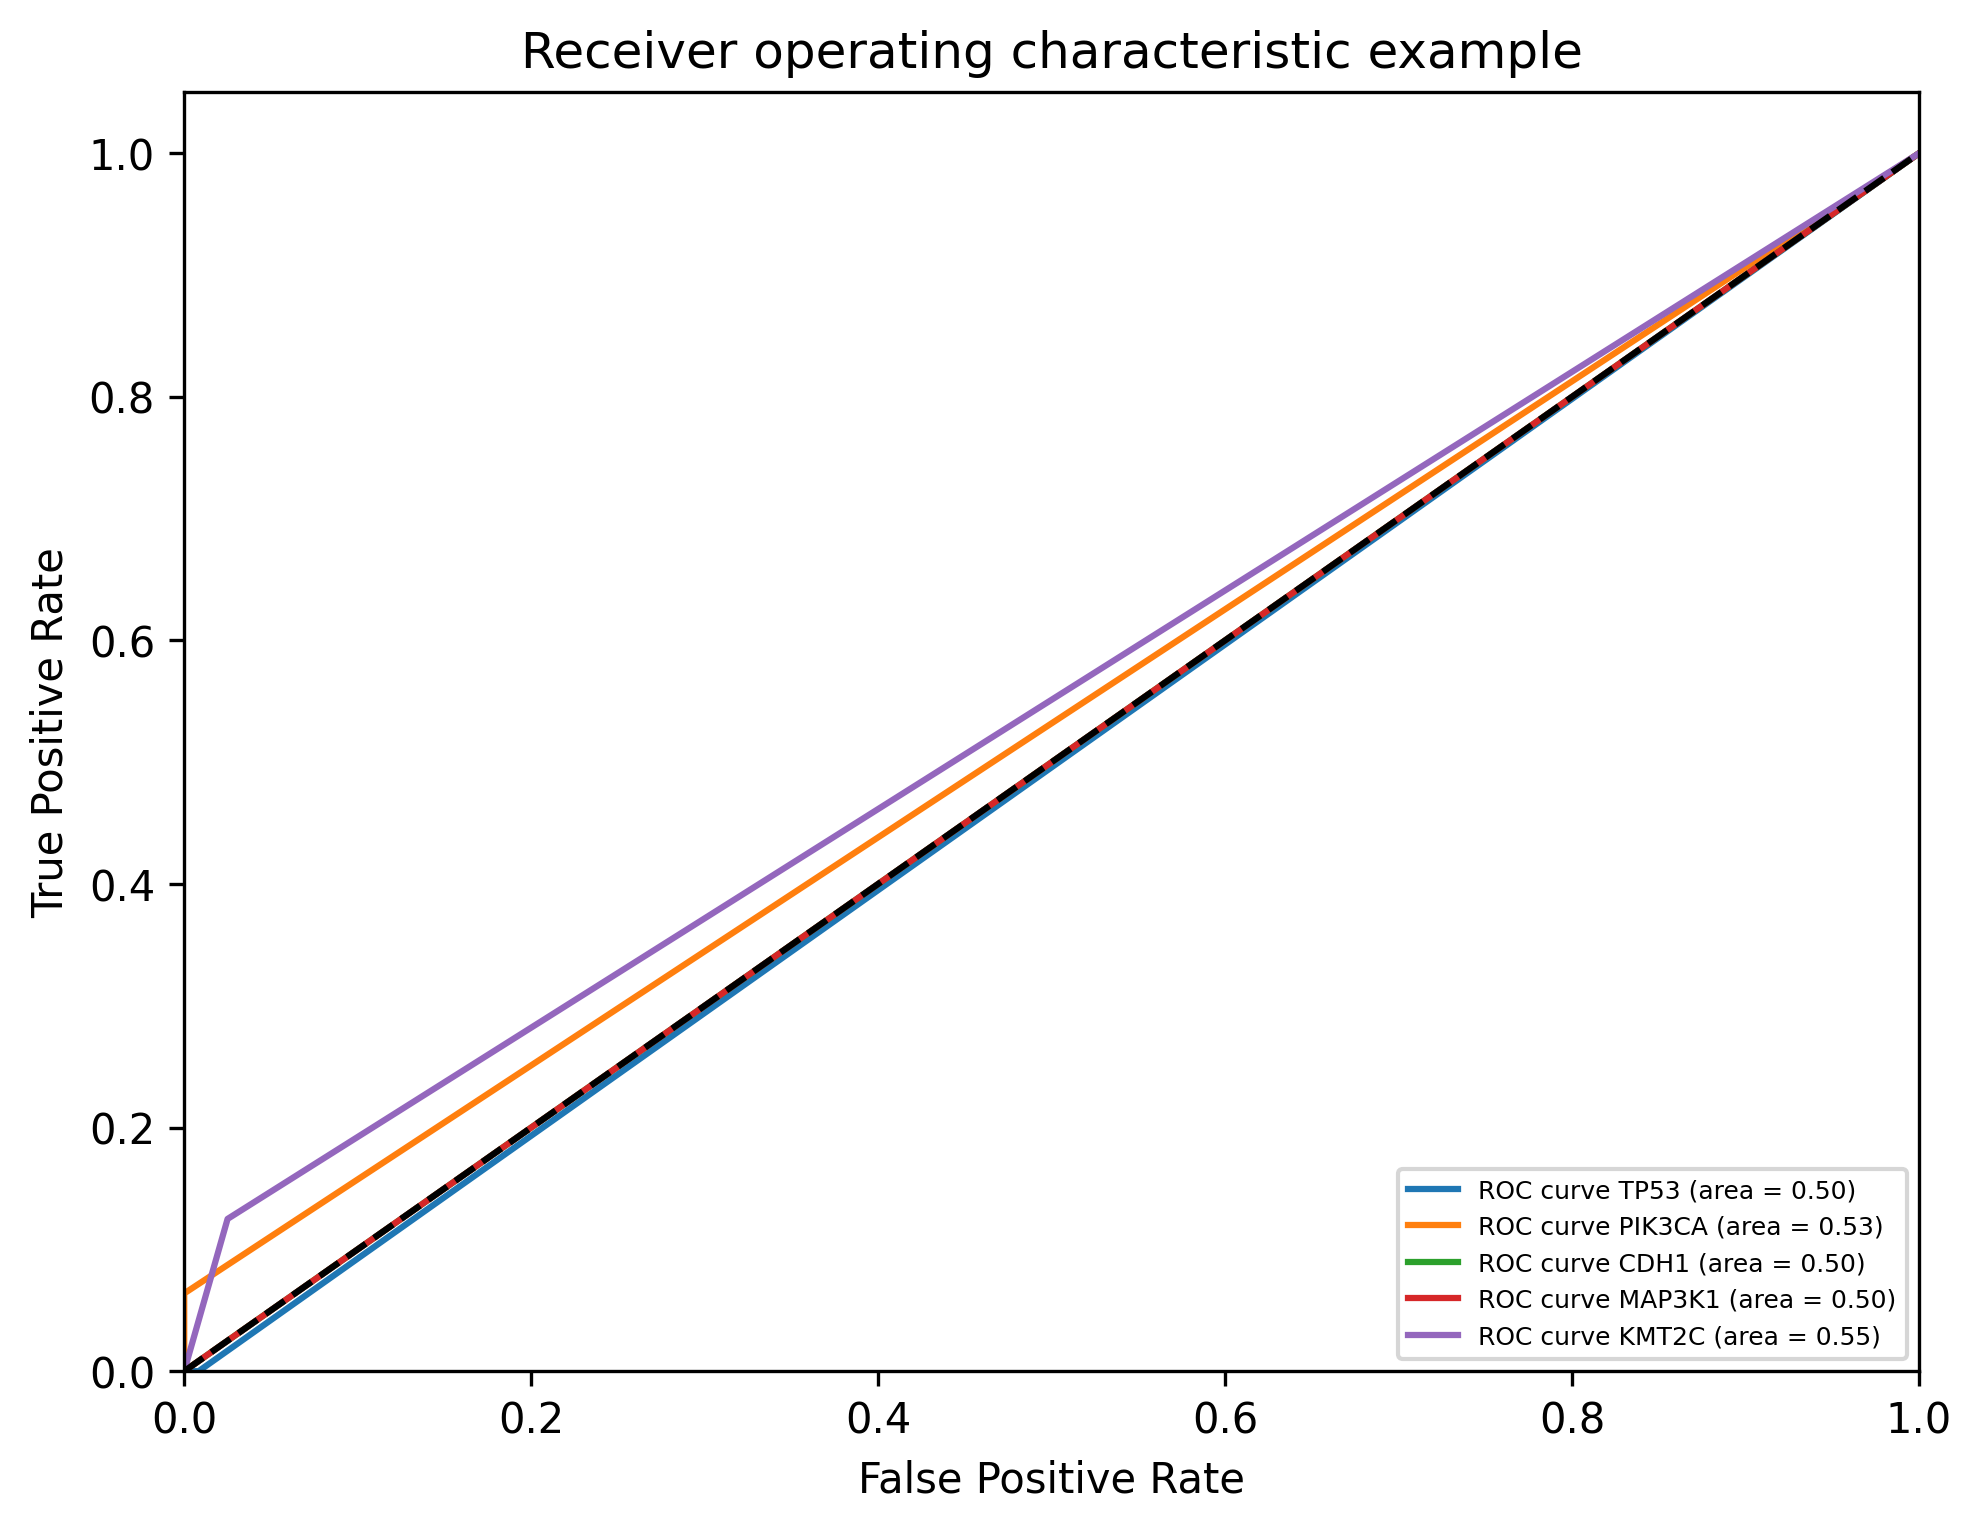 Receiver operating characteristic example
True Positive Rate
1.0
0.8
0.6
0.4
0.2
0.0
0.0 0.2 0.4 0.6 0.8 1.0
False Positive Rate
ROC curve TP53 (area = 0.50)
ROC curve PIK3CA (area = 0.53)
ROC curve CDH1 (area = 0.50)
ROC curve MAP3K1 (area = 0.50)
ROC curve KMT2C (area = 0.55)